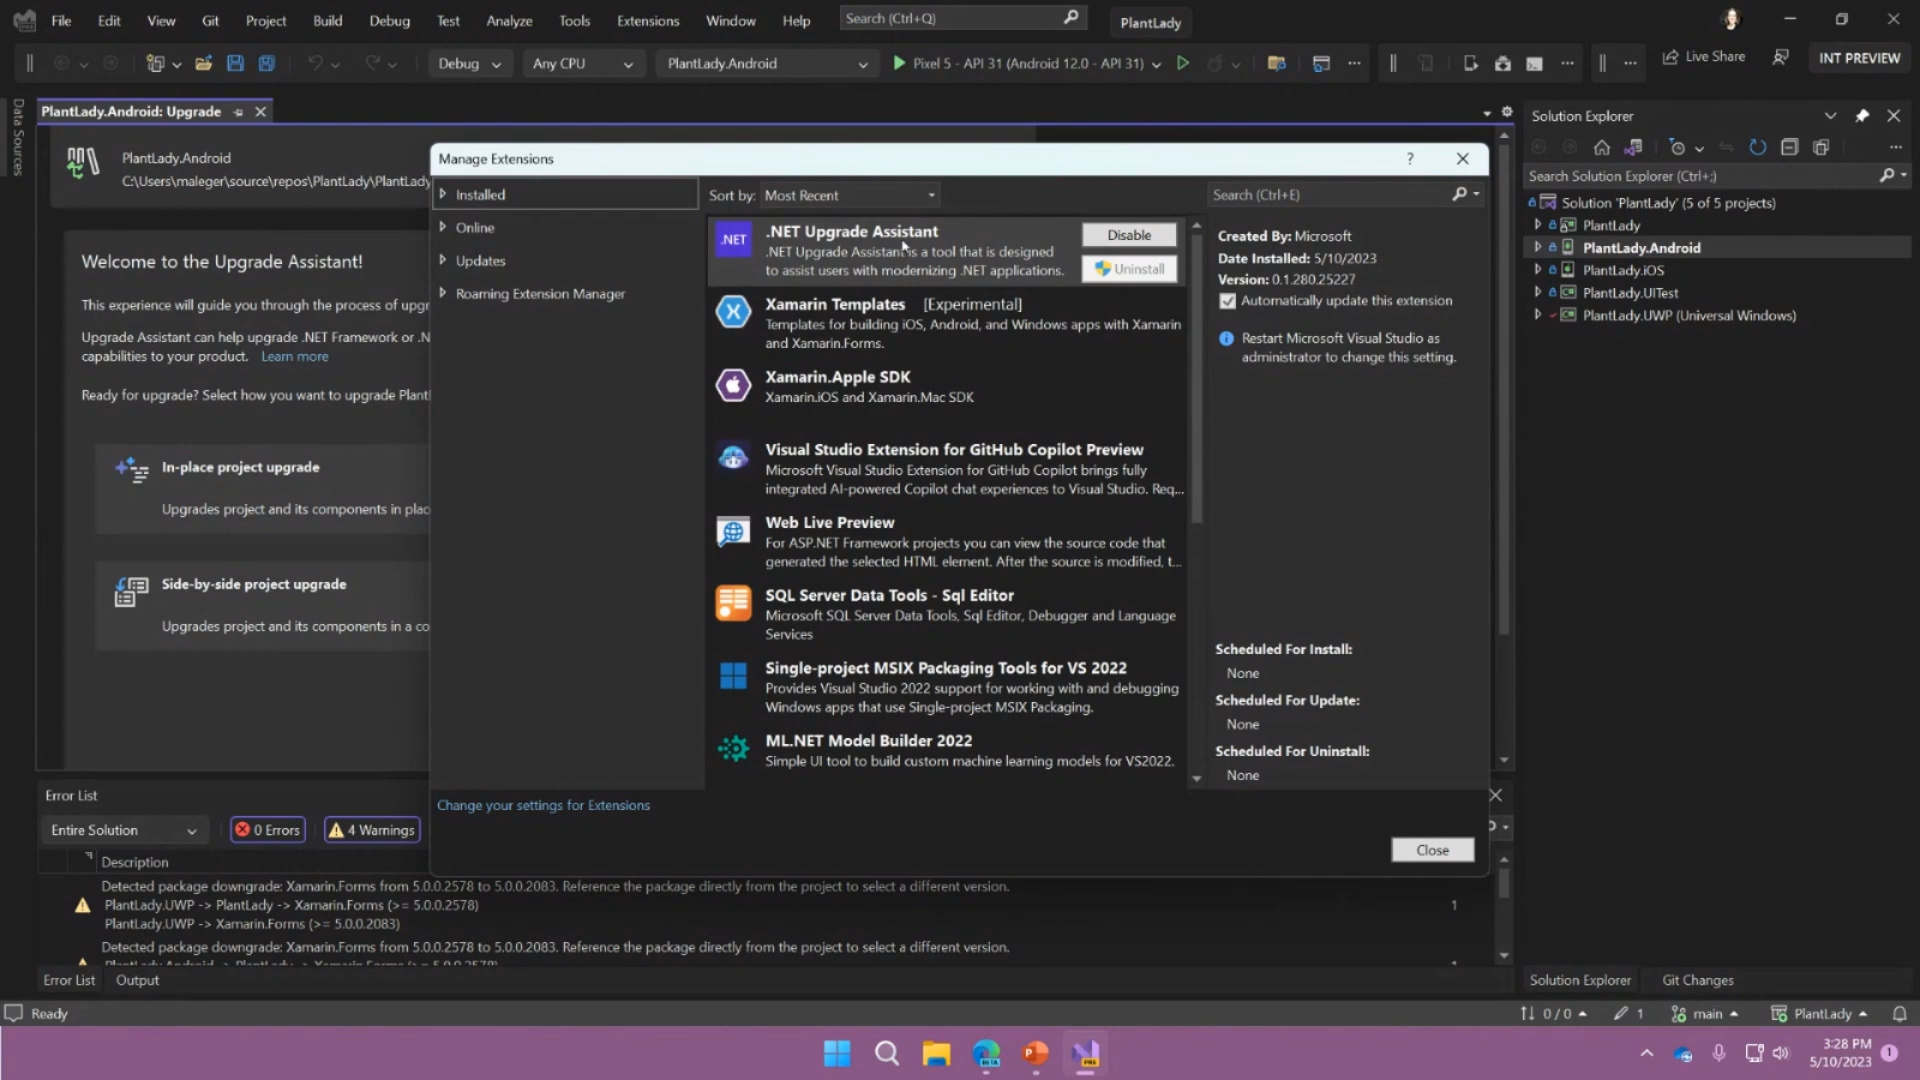 File Edit View Git Project Build Debug Test Analyze Tools Extensions Window Help Search (Ctrl+Q) PlantLady
Debug Any CPU PlantLady.Android Pixel 5 - API 31 (Android 12.0 - API 31) Live Share INT PREVIEW
Data Sources
PlantLady.Android: Upgrade
PlantLady.Android
C:\Users\maleger\source\repos\PlantLady\PlantLady
Welcome to the Upgrade Assistant!
This experience will guide you through the process of upgr
Upgrade Assistant can help upgrade .NET Framework or .N
capabilities to your product. Learn more
Ready for upgrade? Select how you want to upgrade Plant
In-place project upgrade
Upgrades project and its components in plac
Side-by-side project upgrade
Upgrades project and its components in a co
Manage Extensions
?
Installed
Online
Updates
Roaming Extension Manager
Sort by: Most Recent
Search (Ctrl+E)
.NET
.NET Upgrade Assistant
.NET Upgrade Assistant is a tool that is designed
to assist users with modernizing .NET applications.
Disable
Uninstall
Xamarin Templates [Experimental]
Templates for building iOS, Android, and Windows apps with Xamarin
and Xamarin.Forms.
Xamarin.Apple SDK
Xamarin.iOS and Xamarin.Mac SDK
Visual Studio Extension for GitHub Copilot Preview
Microsoft Visual Studio Extension for GitHub Copilot brings fully
integrated AI-powered Copilot chat experiences to Visual Studio. Req...
Web Live Preview
For ASP.NET Framework projects you can view the source code that
generated the selected HTML element. After the source is modified, t...
SQL Server Data Tools - Sql Editor
Microsoft SQL Server Data Tools, Sql Editor, Debugger and Language
Services
Single-project MSIX Packaging Tools for VS 2022
Provides Visual Studio 2022 support for working with and debugging
Windows apps that use Single-project MSIX Packaging.
ML.NET Model Builder 2022
Simple UI tool to build custom machine learning models for VS2022.
Created By: Microsoft
Date Installed: 5/10/2023
Version: 0.1.280.25227
Automatically update this extension
Restart Microsoft Visual Studio as
administrator to change this setting.
Scheduled For Install:
None
Scheduled For Update:
None
Scheduled For Uninstall:
None
Change your settings for Extensions
Close
Solution Explorer
Search Solution Explorer (Ctrl+;)
Solution 'PlantLady' (5 of 5 projects)
PlantLady
PlantLady.Android
PlantLady.iOS
PlantLady.UITest
PlantLady.UWP (Universal Windows)
Error List
Entire Solution 0 Errors 4 Warnings
Description
Detected package downgrade: Xamarin.Forms from 5.0.0.2578 to 5.0.0.2083. Reference the package directly from the project to select a different version.
PlantLady.UWP -> PlantLady -> Xamarin.Forms (>= 5.0.0.2578) 1
PlantLady.UWP -> Xamarin.Forms (>= 5.0.0.2083)
Detected package downgrade: Xamarin.Forms from 5.0.0.2578 to 5.0.0.2083. Reference the package directly from the project to select a different version.
PlantLady.Android -> PlantLady -> Xamarin.Forms (>= 5.0.0.2578)
Error List Output
Solution Explorer Git Changes
Ready 0 / 0 1 main PlantLady
BETA P PRE
3:28 PM
5/10/2023 1